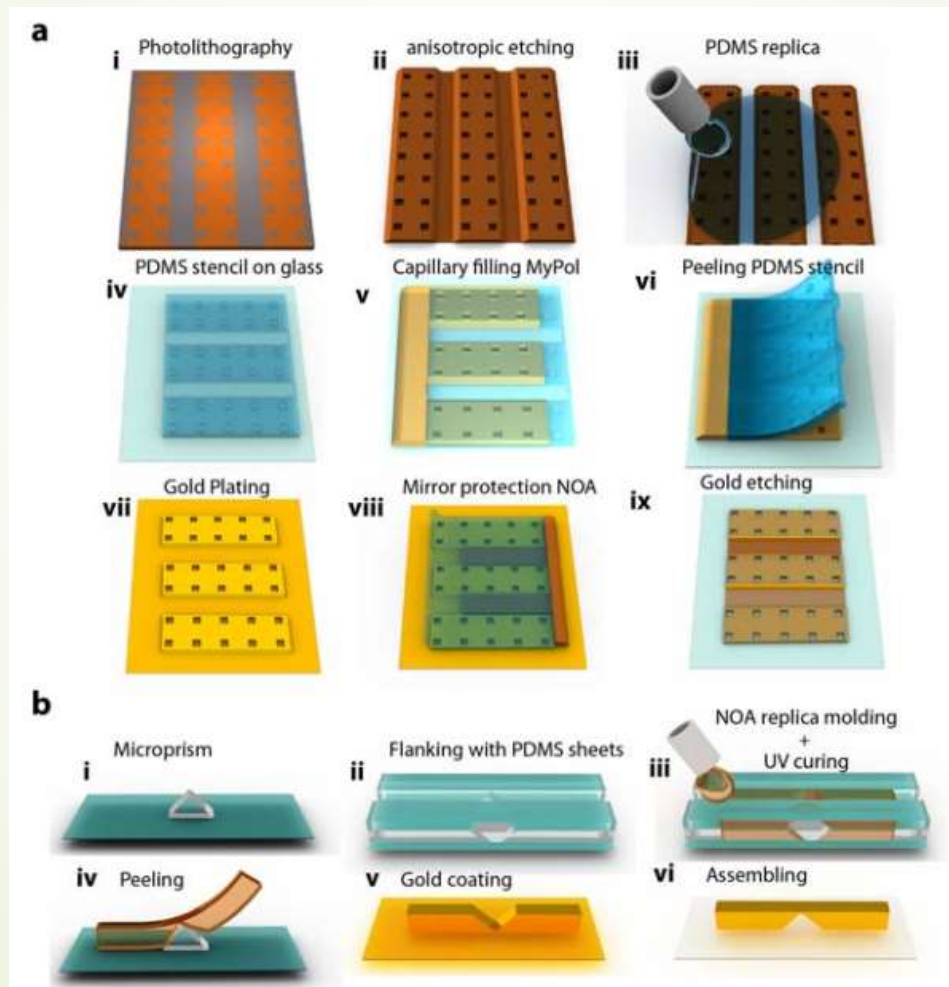 a
i Photolithography
ii anisotropic etching
iii PDMS replica
iv PDMS stencil on glass
v Capillary filling MyPol
vi Peeling PDMS stencil
vii Gold Plating
viii Mirror protection NOA
ix Gold etching
b
i Microprism
ii Flanking with PDMS sheets
iii NOA replica molding
+
UV curing
iv Peeling
v Gold coating
vi Assembling